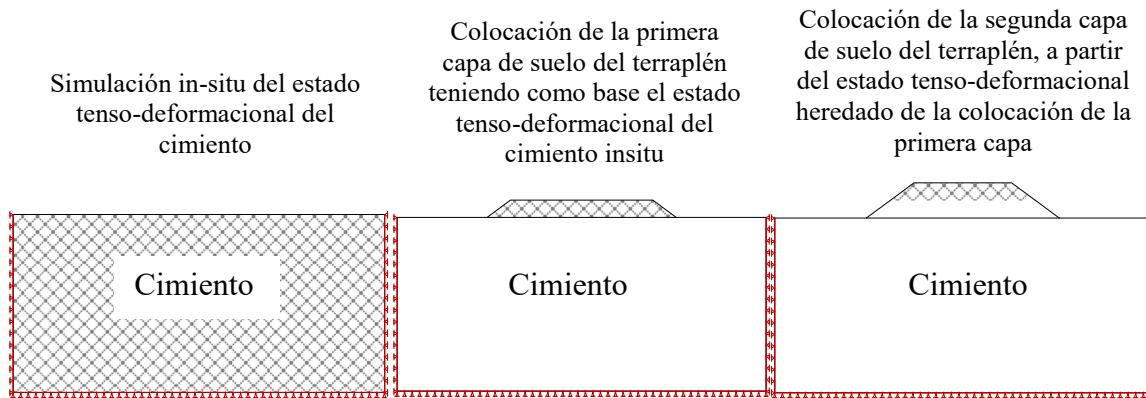 Simulación in-situ del estado
tenso-deformacional del
cimiento
Colocación de la primera
capa de suelo del terraplén
teniendo como base el estado
tenso-deformacional del
cimiento insitu
Colocación de la segunda capa
de suelo del terraplén, a partir
del estado tenso-deformacional
heredado de la colocación de la
primera capa
Cimiento
Cimiento
Cimiento